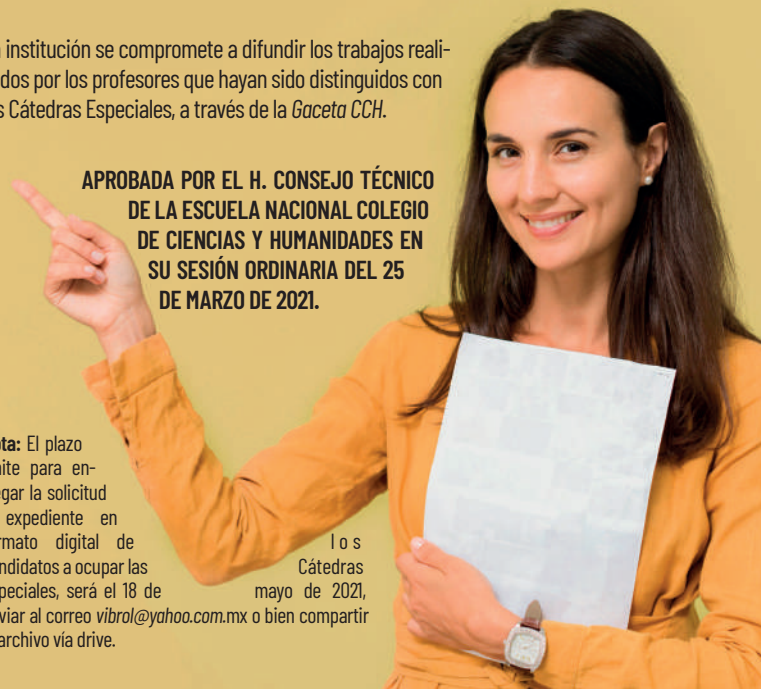 institución se compromete a difundir los trabajos reali-
dos por los profesores que hayan sido distinguidos con
s Cátedras Especiales, a través de la Gaceta CCH.
APROBADA POR EL H. CONSEJO TÉCNICO
DE LA ESCUELA NACIONAL COLEGIO
DE CIENCIAS Y HUMANIDADES EN
SU SESIÓN ORDINARIA DEL 25
DE MARZO DE 2021.
ota: El plazo
ite para en-
gar la solicitud
expediente en
rmato digital de los
ndidatos a ocupar las Cátedras
peciales, será el 18 de mayo de 2021,
viar al correo vibrol@yahoo.com.mx o bien compartir
archivo vía drive.